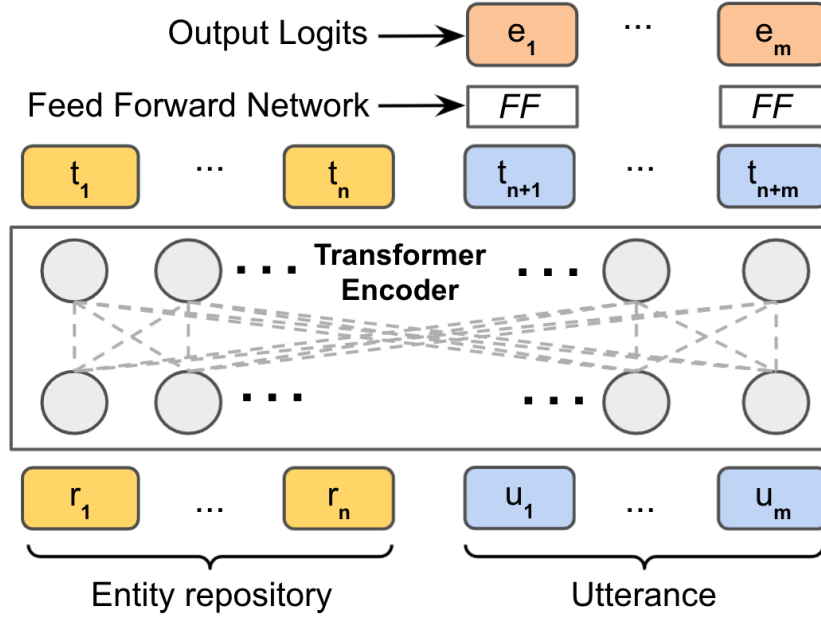 Output Logits e1 ... em
Feed Forward Network FF FF
t1 ... tn tn+1 ... tn+m
... Transformer ...
Encoder
... ...
r1 ... rn u1 ... um
Entity repository Utterance